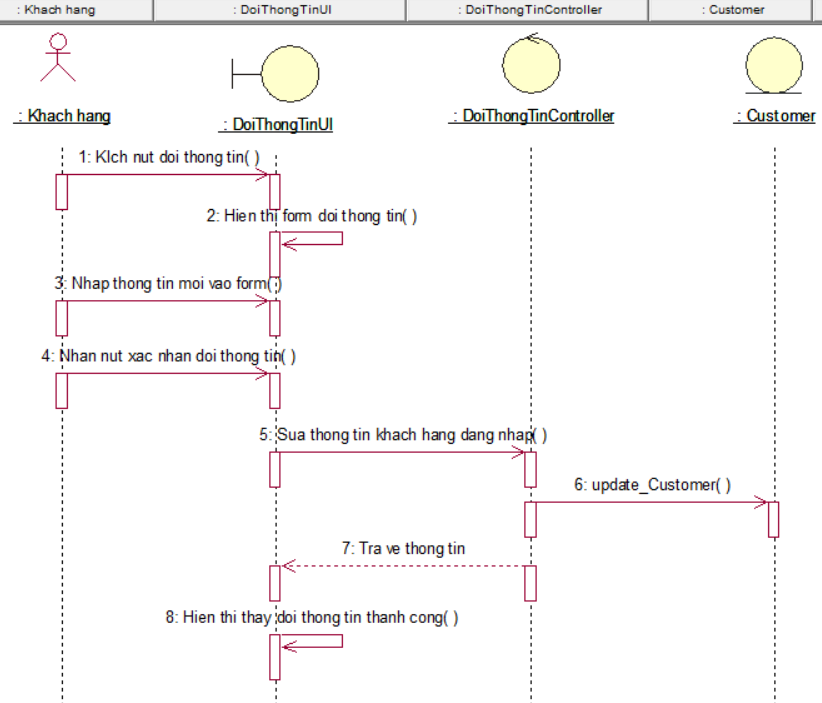 : Khach hang
: DoiThongTinUI
: DoiThongTinController
: Customer
: Khach hang
: DoiThongTinUI
: DoiThongTinController
: Customer
1: KIch nut doi thong tin( )
2: Hien thi form doi thong tin( )
3: Nhap thong tin moi vao form( )
4: Nhan nut xac nhan doi thong tin( )
5: Sua thong tin khach hang dang nhap( )
6: update_Customer( )
7: Tra ve thong tin
8: Hien thi thay doi thong tin thanh cong( )